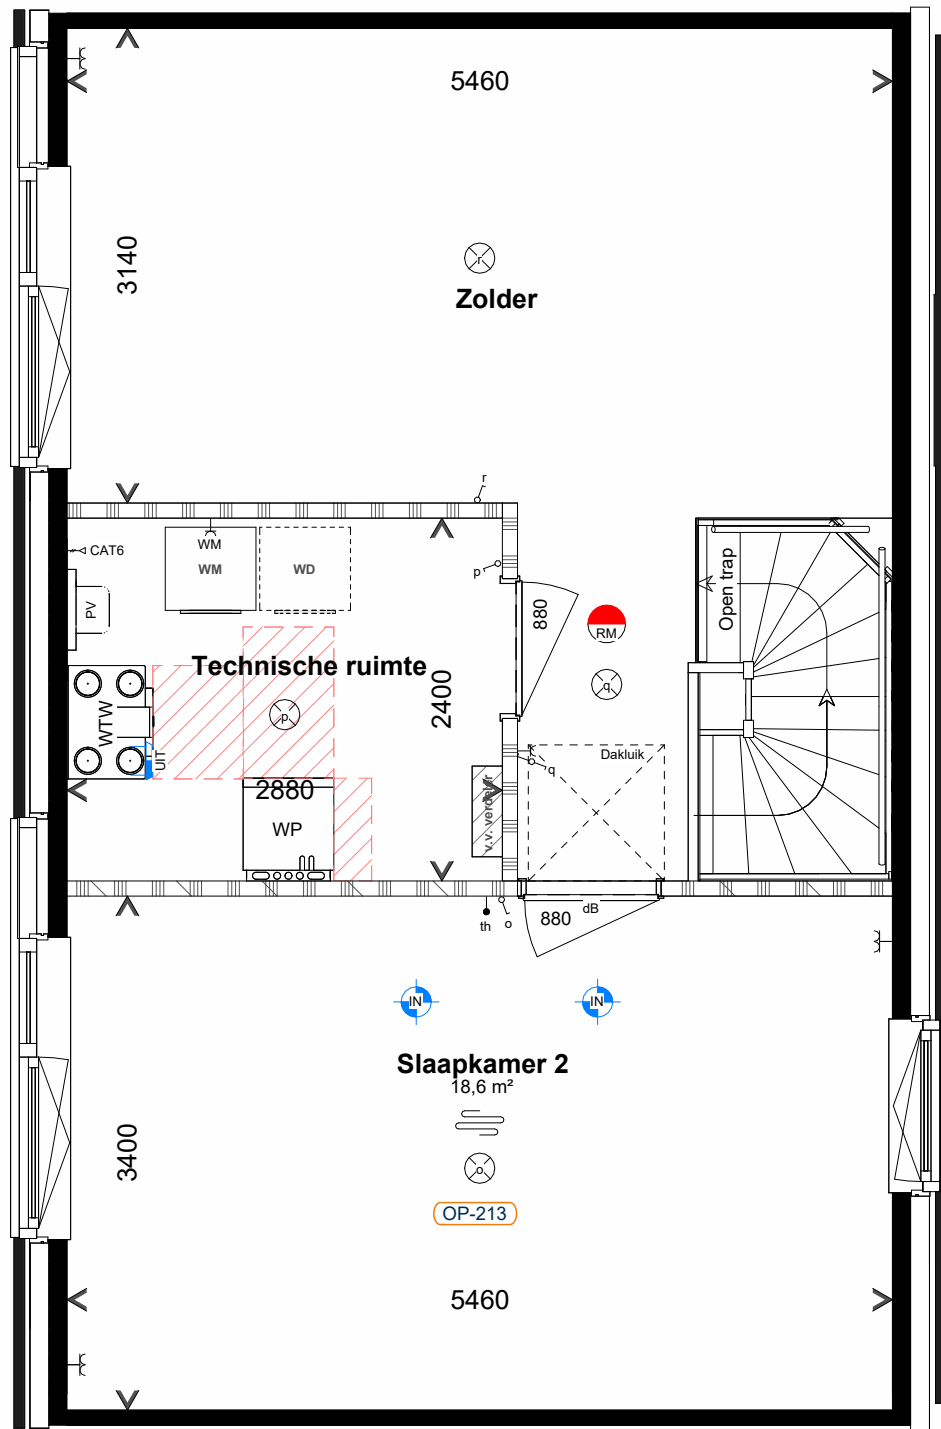 5460
3140
r
Zolder
r
CAT6
WM
WM
WD
p
PV
880
RM
Open trap
Technische ruimte
2400
q
p
WTW
UIT
Dakluik
q
2880
v.v. verdeler
WP
th
o
880
dB
IN
IN
Slaapkamer 2
18,6 m²
3400
o
OP-213
5460